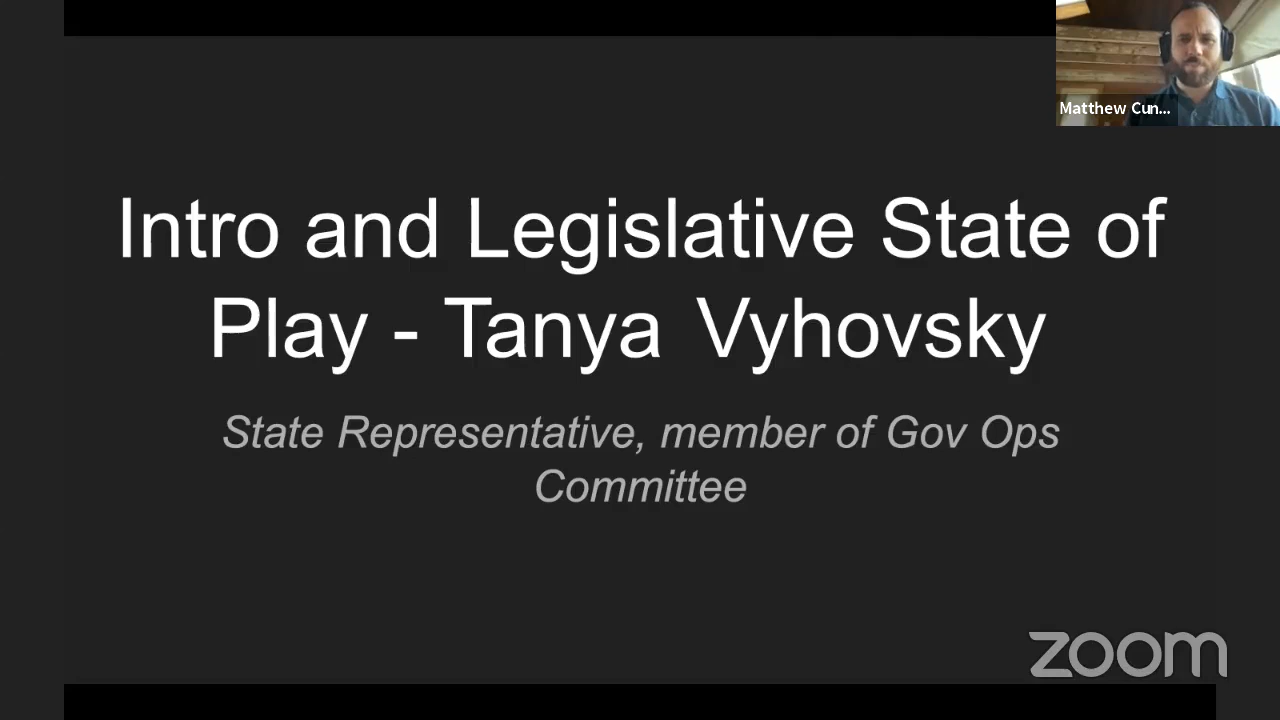 Matthew Cun...
Intro and Legislative State of
Play - Tanya Vyhovsky
State Representative, member of Gov Ops
Committee
zoom